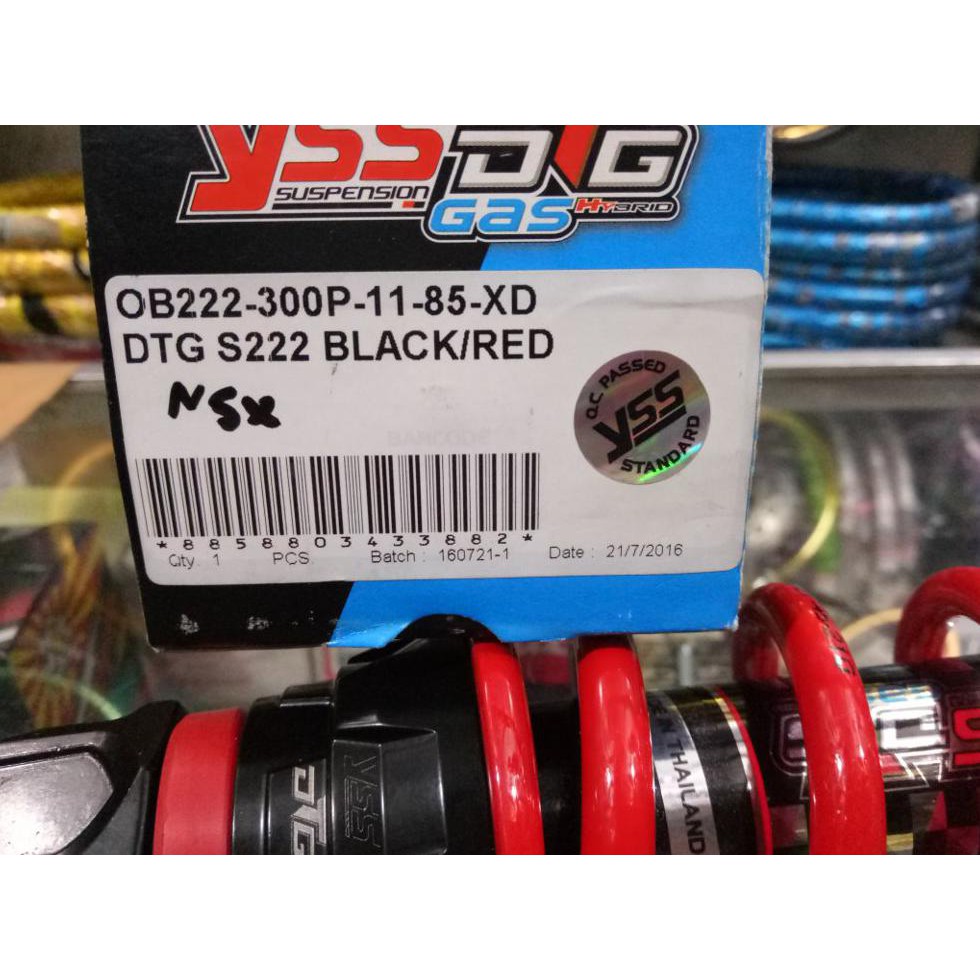 YSS DTG
SUSPENSION
Gas HYBRID
OB222-300P-11-85-XD
DTG S222 BLACK/RED
NSX
Q.C PASSED
YSS
STANDARD
*8858803433882*
Qty. 1 PCS. Batch : 160721-1 Date : 21/7/2016
YSS
DTG
N THAILAND